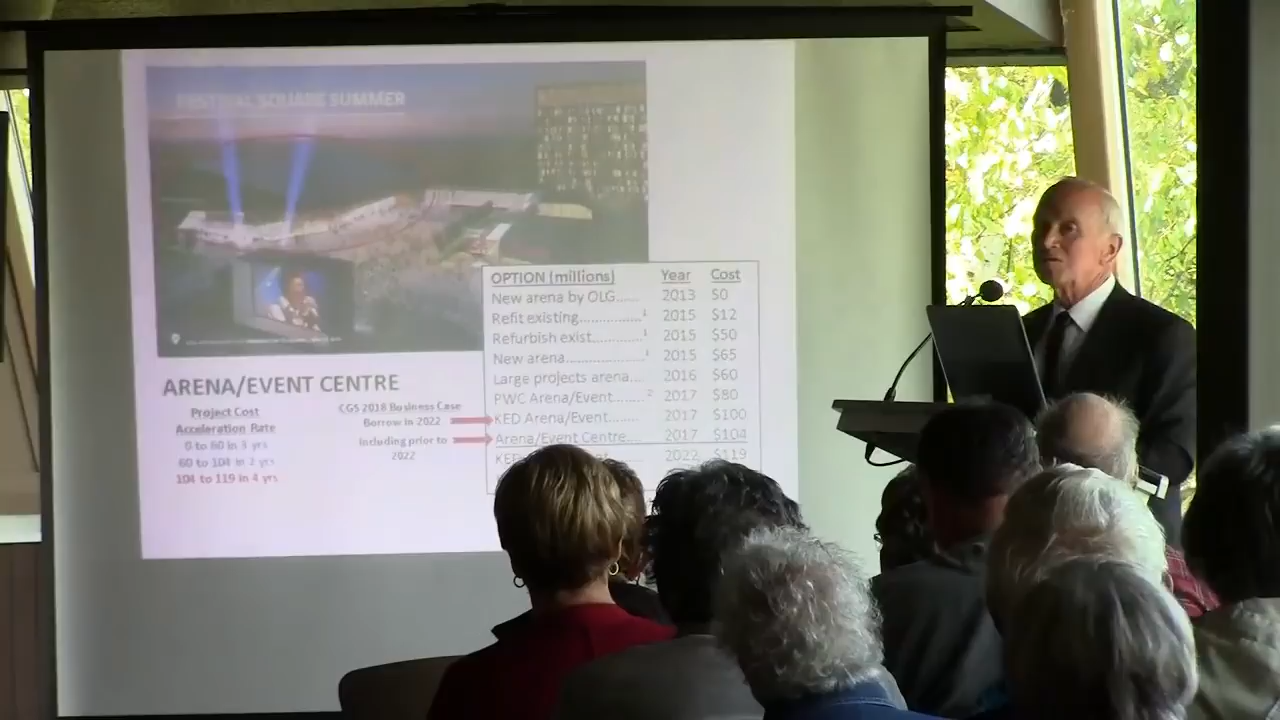 FESTIVAL SQUARE SUMMER
OPTION (millions) Year Cost
New arena by OLG...... 2013 $0
Refit existing................¹ 2015 $12
Refurbish exist............¹ 2015 $50
New arena....................¹ 2015 $65
Large projects arena... 2016 $60
PWC Arena/Event.......² 2017 $80
KED Arena/Event........ 2017 $100
Arena/Event Centre.... 2017 $104
2022 $119
ARENA/EVENT CENTRE
Project Cost
Acceleration Rate
0 to 60 in 3 yrs
60 to 104 in 2 yrs
104 to 119 in 4 yrs
CGS 2018 Business Case
Borrow in 2022
Including prior to
2022